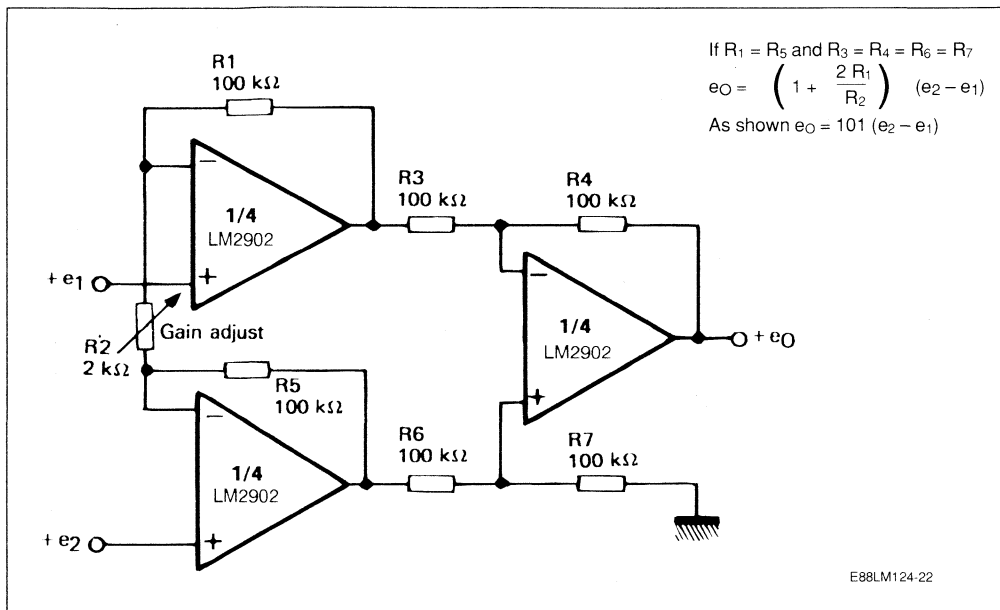 R1
100 kΩ
If R1 = R5 and R3 = R4 = R6 = R7
eO = ( 1 + 2 R1 / R2 ) (e2 – e1)
As shown eO = 101 (e2 – e1)
–
1/4
LM2902
+
+ e1
R3
100 kΩ
R4
100 kΩ
–
1/4
LM2902
+
+ eO
R2
2 kΩ
Gain adjust
R5
100 kΩ
–
1/4
LM2902
+
+ e2
R6
100 kΩ
R7
100 kΩ
E88LM124-22